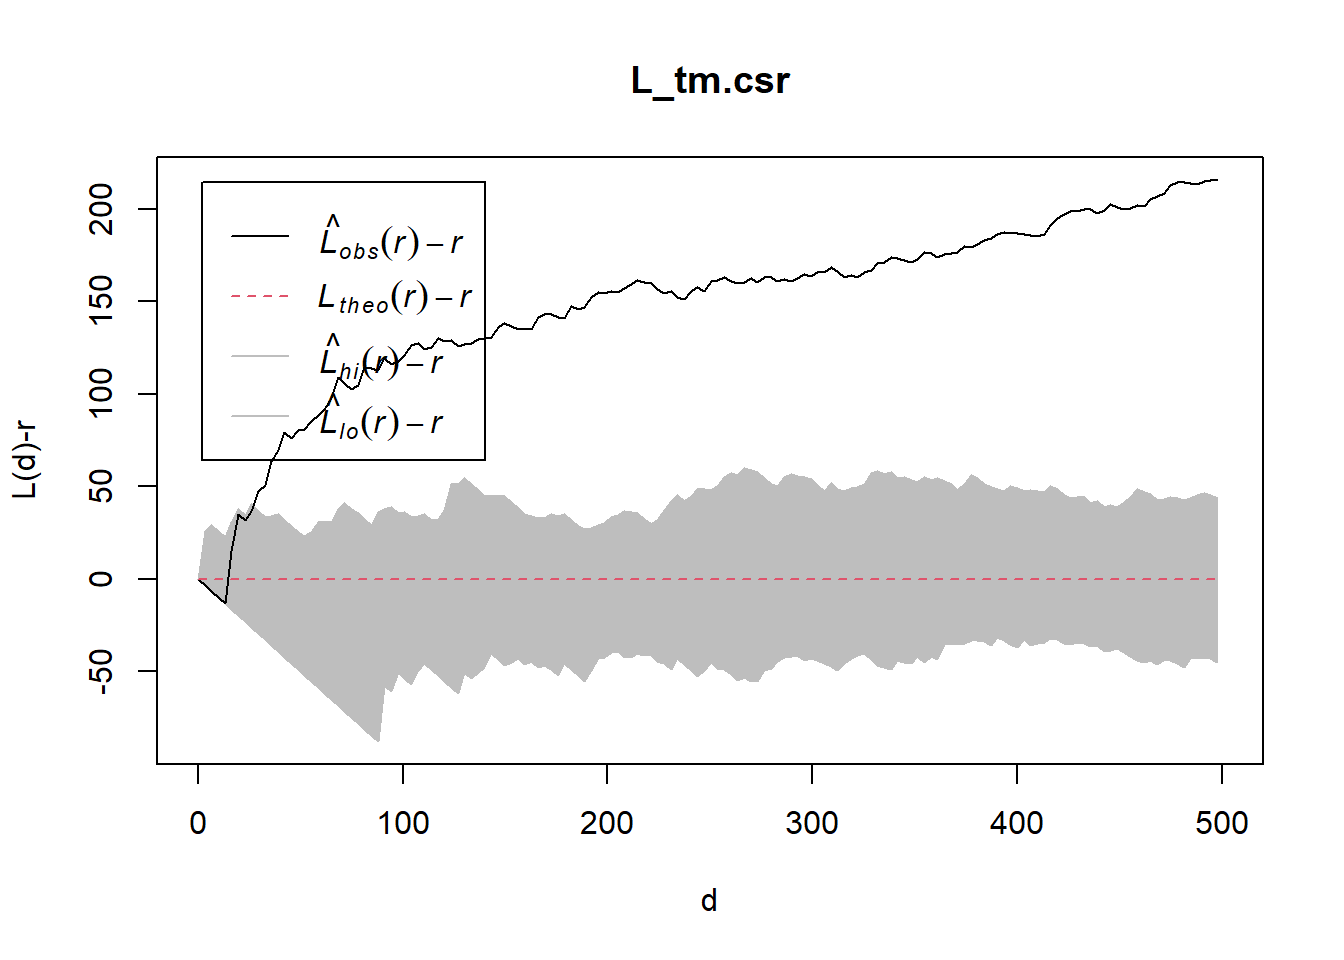 L_tm.csr
L(d)-r
200
150
100
50
0
-50
L̂obs(r) – r
Ltheo(r) – r
L̂hi(r) – r
L̂lo(r) – r
0 100 200 300 400 500
d